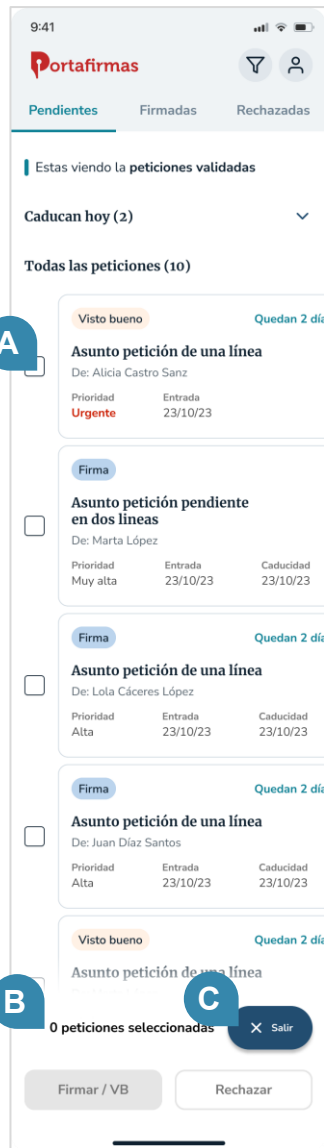 9:41
Portafirmas
Pendientes Firmadas Rechazadas
Estas viendo la peticiones validadas
Caducan hoy (2)
Todas las peticiones (10)
A
Visto bueno Quedan 2 día
Asunto petición de una línea
De: Alicia Castro Sanz
Prioridad Entrada
Urgente 23/10/23
Firma
Asunto petición pendiente
en dos lineas
De: Marta López
Prioridad Entrada Caducidad
Muy alta 23/10/23 23/10/23
Firma Quedan 2 día
Asunto petición de una línea
De: Lola Cáceres López
Prioridad Entrada Caducidad
Alta 23/10/23 23/10/23
Firma Quedan 2 día
Asunto petición de una línea
De: Juan Díaz Santos
Prioridad Entrada Caducidad
Alta 23/10/23 23/10/23
Visto bueno Quedan 2 día
Asunto petición de una línea
B C
0 peticiones seleccionadas X Salir
Firmar / VB Rechazar